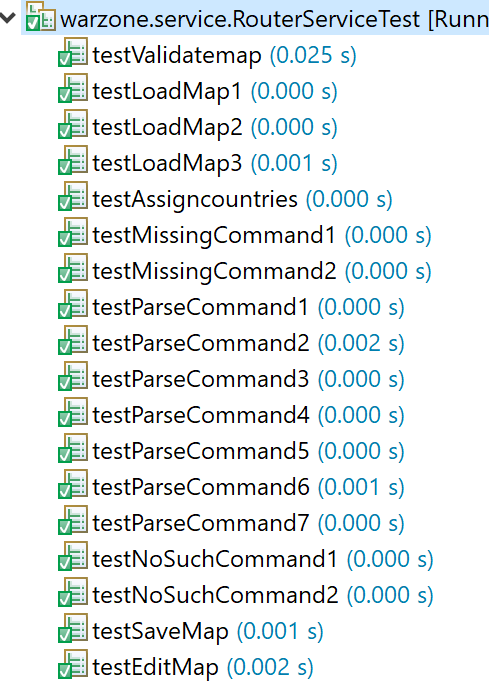 warzone.service.RouterServiceTest [Runn
testValidatemap (0.025 s)
testLoadMap1 (0.000 s)
testLoadMap2 (0.000 s)
testLoadMap3 (0.001 s)
testAssigncountries (0.000 s)
testMissingCommand1 (0.000 s)
testMissingCommand2 (0.000 s)
testParseCommand1 (0.000 s)
testParseCommand2 (0.002 s)
testParseCommand3 (0.000 s)
testParseCommand4 (0.000 s)
testParseCommand5 (0.000 s)
testParseCommand6 (0.001 s)
testParseCommand7 (0.000 s)
testNoSuchCommand1 (0.000 s)
testNoSuchCommand2 (0.000 s)
testSaveMap (0.001 s)
testEditMap (0.002 s)